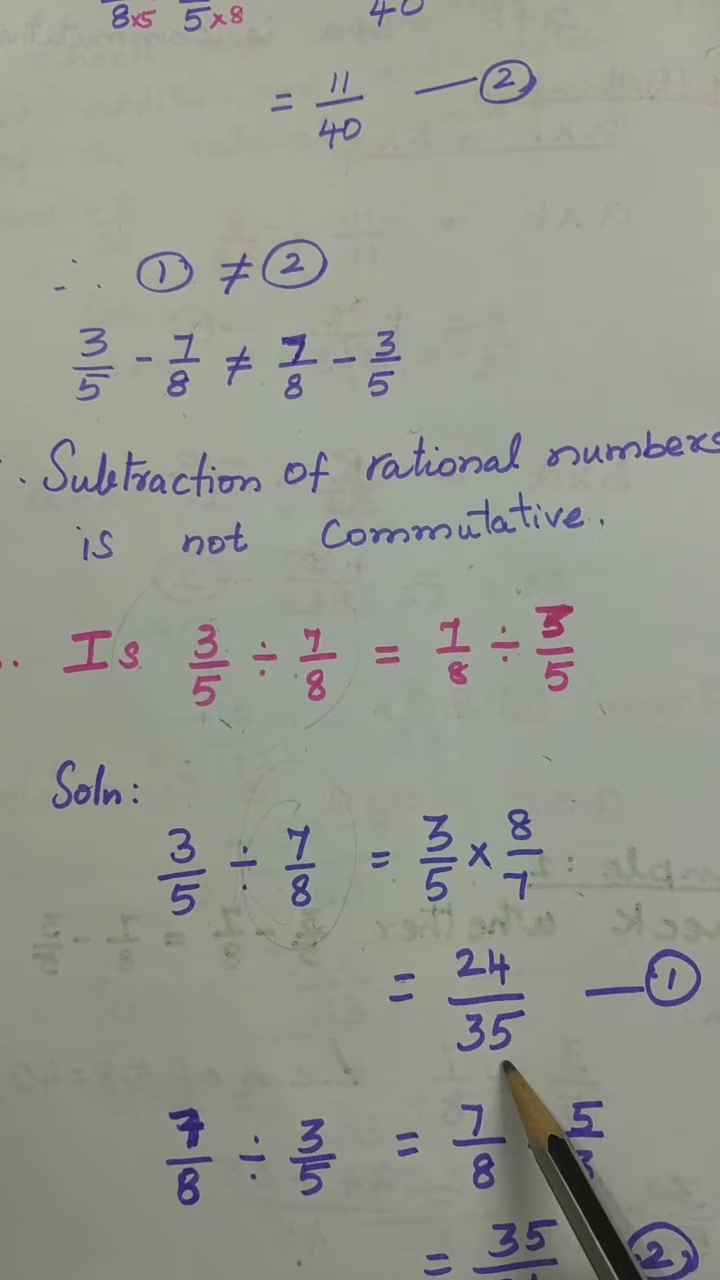 8×5 5×8 40
= 11/40 — ②
∴ ① ≠ ②
3/5 - 7/8 ≠ 7/8 - 3/5
Subtraction of rational numbers
is not commutative.
Is 3/5 ÷ 7/8 = 7/8 ÷ 3/5
Soln:
3/5 ÷ 7/8 = 3/5 × 8/7
= 24/35 — ①
7/8 ÷ 3/5 = 7/8 5/
= 35/ ②